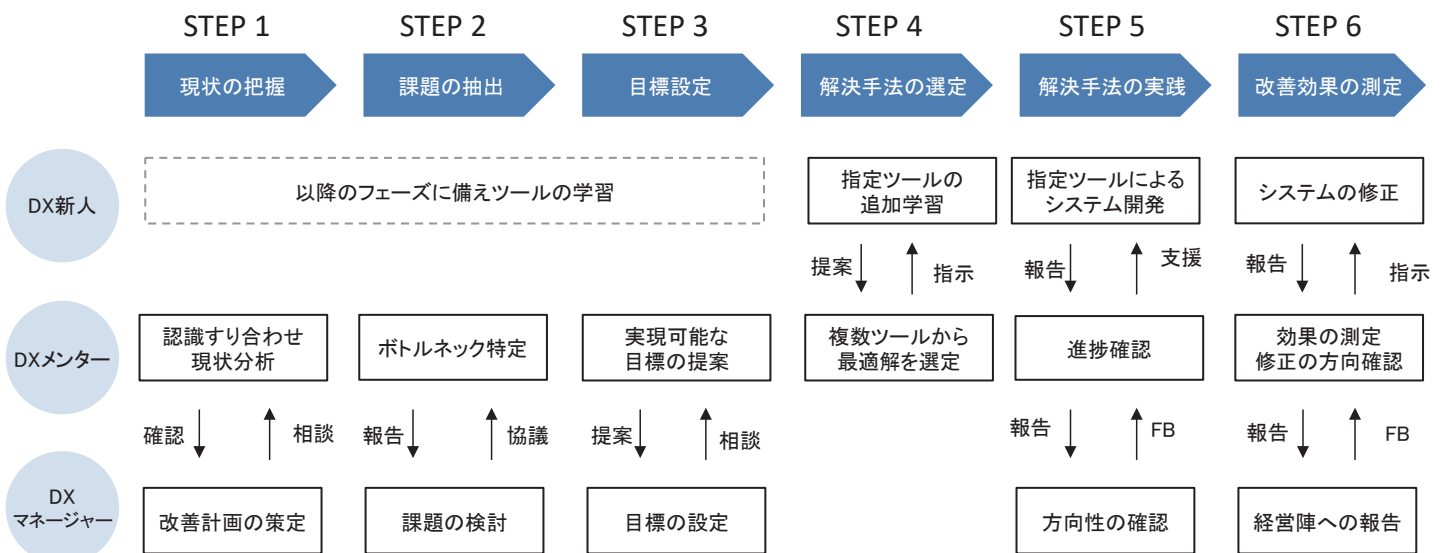 STEP 1
STEP 2
STEP 3
STEP 4
STEP 5
STEP 6
現状の把握
課題の抽出
目標設定
解決手法の選定
解決手法の実践
改善効果の測定
DX新人
以降のフェーズに備えツールの学習
指定ツールの
追加学習
指定ツールによる
システム開発
システムの修正
提案
指示
報告
支援
報告
指示
DXメンター
認識すり合わせ
現状分析
ボトルネック特定
実現可能な
目標の提案
複数ツールから
最適解を選定
進捗確認
効果の測定
修正の方向確認
確認
相談
報告
協議
提案
相談
報告
FB
報告
FB
DX
マネージャー
改善計画の策定
課題の検討
目標の設定
方向性の確認
経営陣への報告